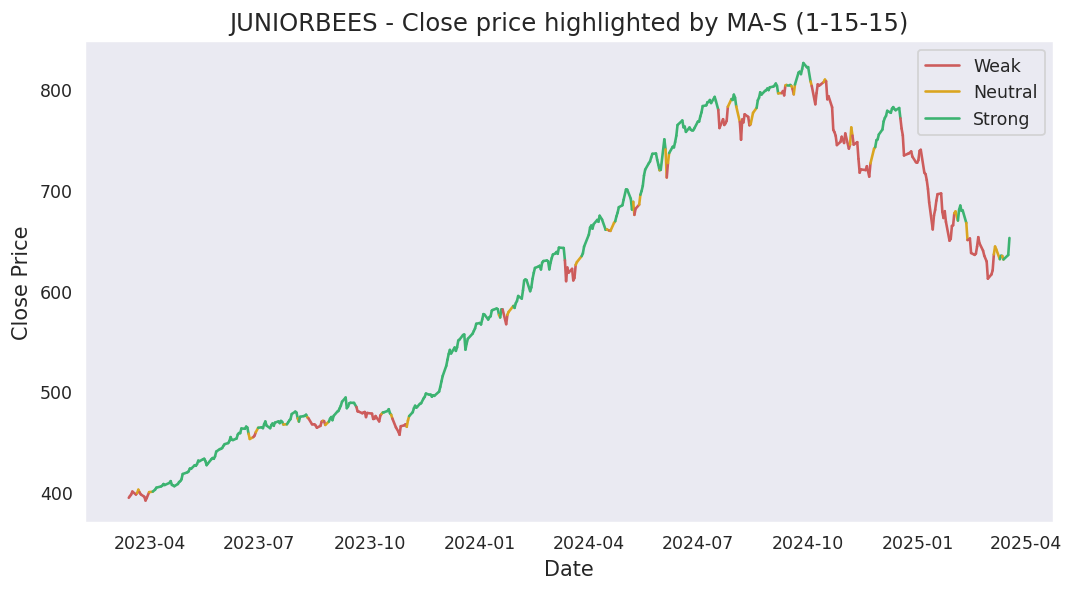 JUNIORBEES - Close price highlighted by MA-S (1-15-15)
Weak
Neutral
Strong
Close Price
800
700
600
500
400
2023-04 2023-07 2023-10 2024-01 2024-04 2024-07 2024-10 2025-01 2025-04
Date